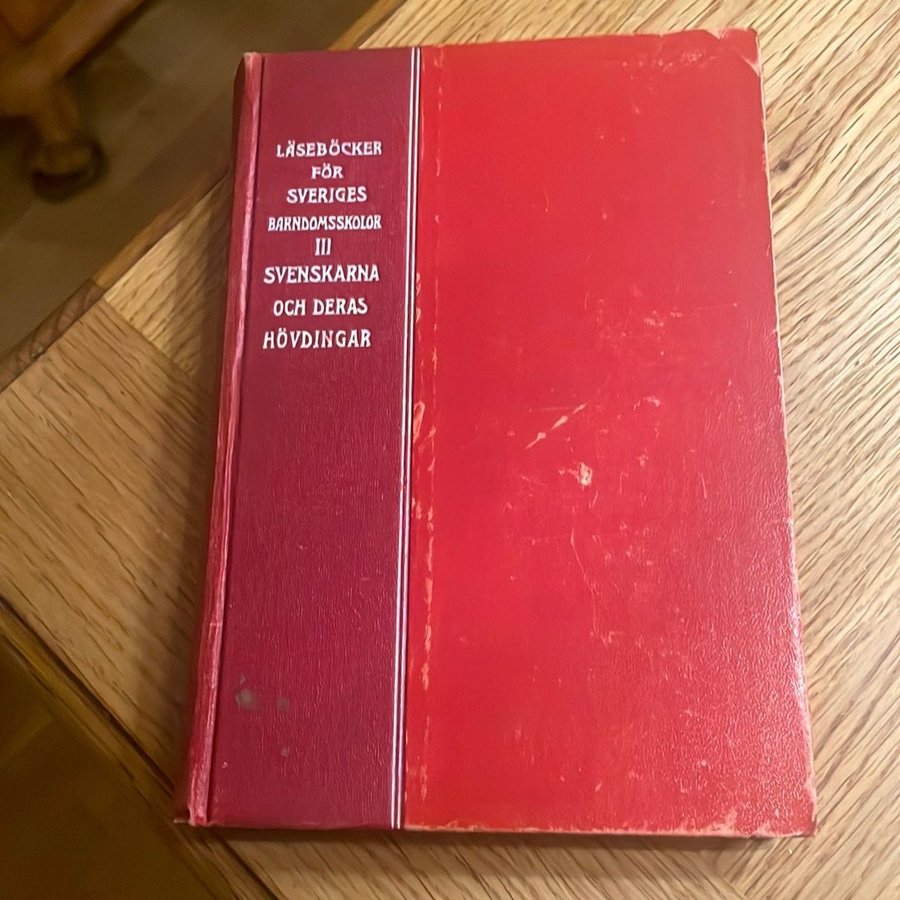 LÄSEBÖCKER
FÖR
SVERIGES
BARNDOMSSKOLOR
III
SVENSKARNA
OCH DERAS
HÖVDINGAR